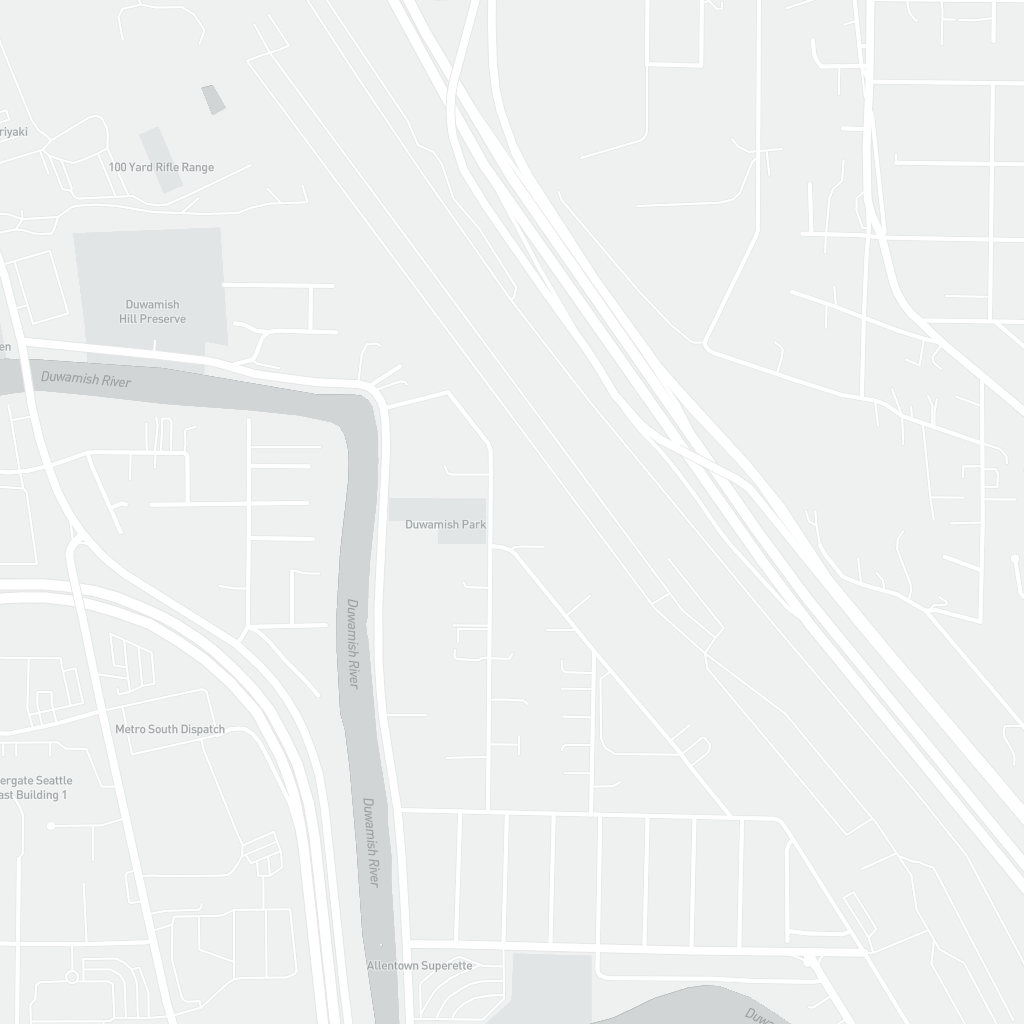 riyaki
100 Yard Rifle Range
Duwamish
Hill Preserve
en
Duwamish River
Duwamish Park
Duwamish River
Metro South Dispatch
ergate Seattle
ast Building 1
Duwamish River
Allentown Superette
Duwa